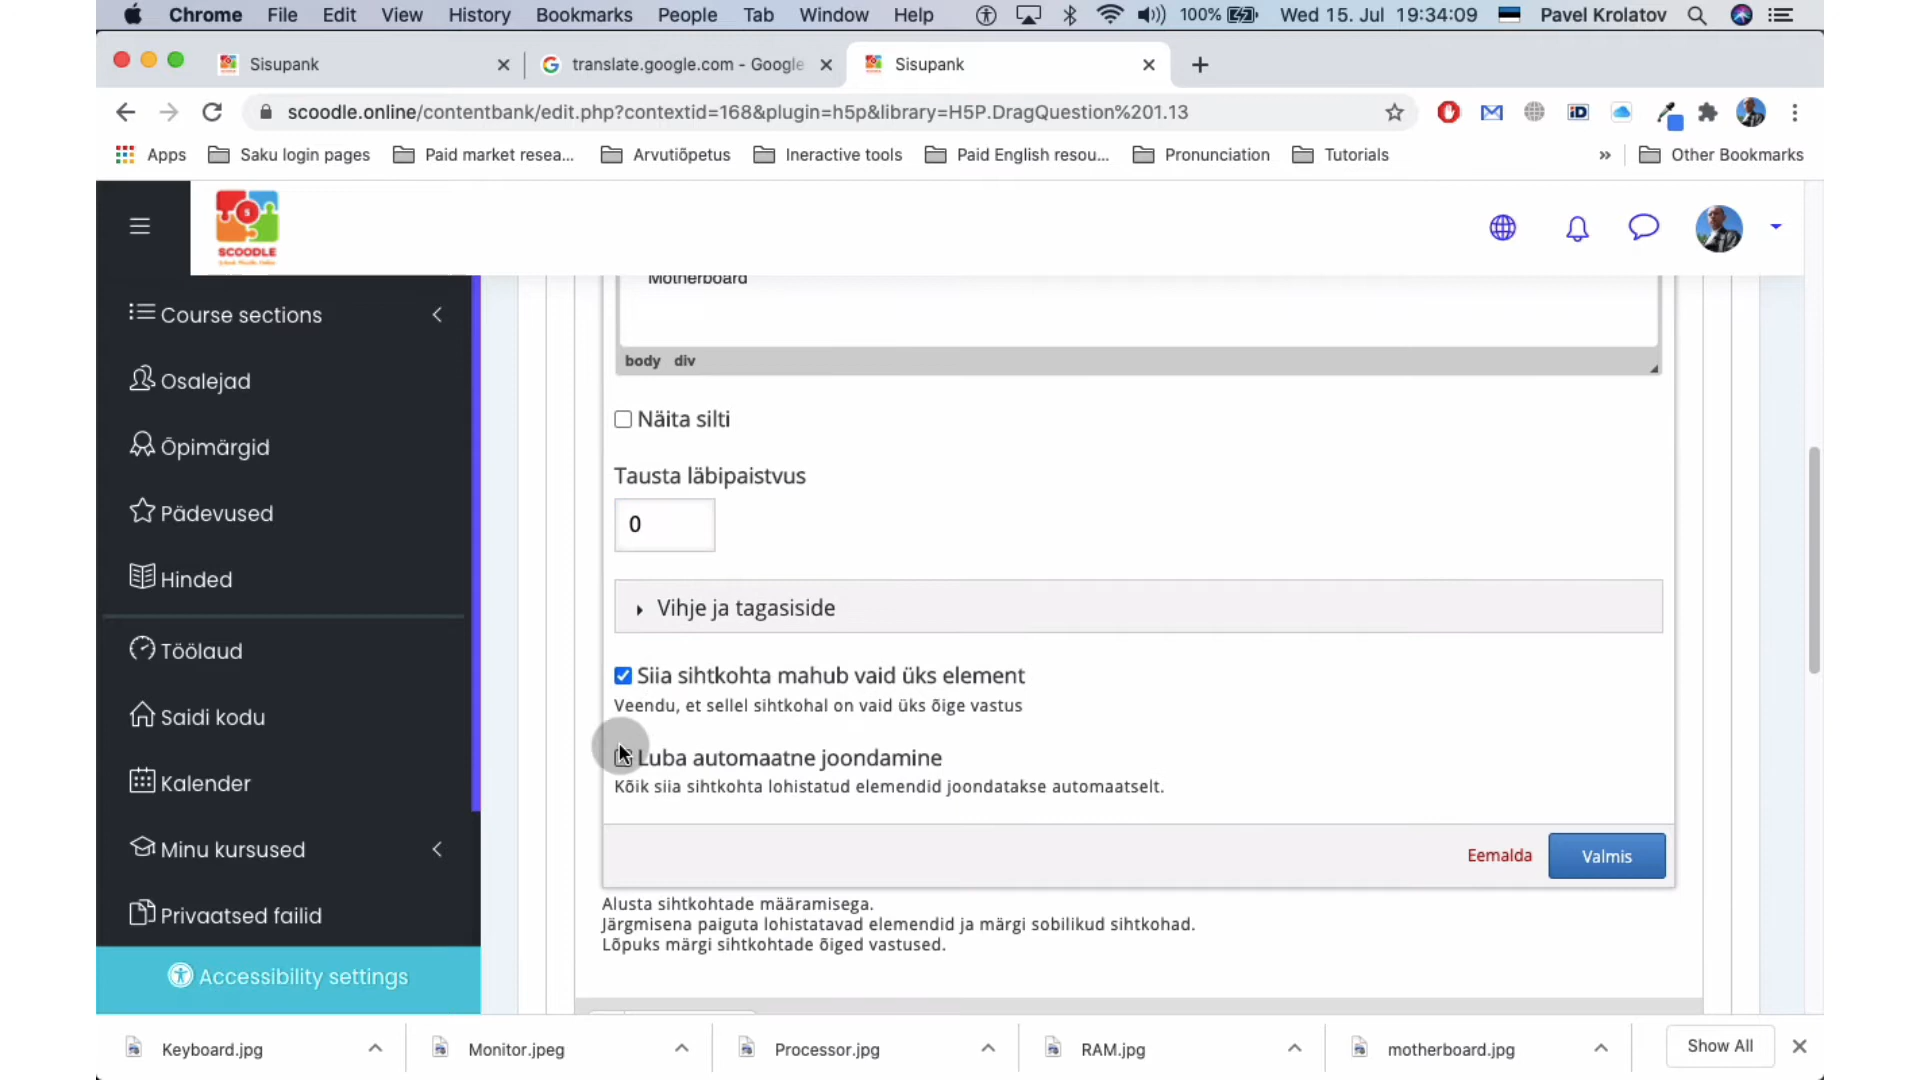 Chrome File Edit View History Bookmarks People Tab Window Help 100% Wed 15. Jul 19:34:09 Pavel Krolatov
Sisupank translate.google.com - Google Sisupank
scoodle.online/contentbank/edit.php?contextid=168&plugin=h5p&library=H5P.DragQuestion%201.13
Apps Saku login pages Paid market resea... Arvutiõpetus Ineractive tools Paid English resou... Pronunciation Tutorials » Other Bookmarks
SCOODLE
Motherboard
Course sections
body div
Osalejad
Näita silti
Õpimärgid
Tausta läbipaistvus
Pädevused
0
Hinded
Vihje ja tagasiside
Töölaud
Siia sihtkohta mahub vaid üks element
Veendu, et sellel sihtkohal on vaid üks õige vastus
Saidi kodu
Luba automaatne joondamine
Kõik siia sihtkohta lohistatud elemendid joondatakse automaatselt.
Kalender
Minu kursused
Eemalda Valmis
Alusta sihtkohtade määramisega.
Järgmisena paiguta lohistatavad elemendid ja märgi sobilikud sihtkohad.
Lõpuks märgi sihtkohtade õiged vastused.
Privaatsed failid
Accessibility settings
Keyboard.jpg Monitor.jpeg Processor.jpg RAM.jpg motherboard.jpg Show All